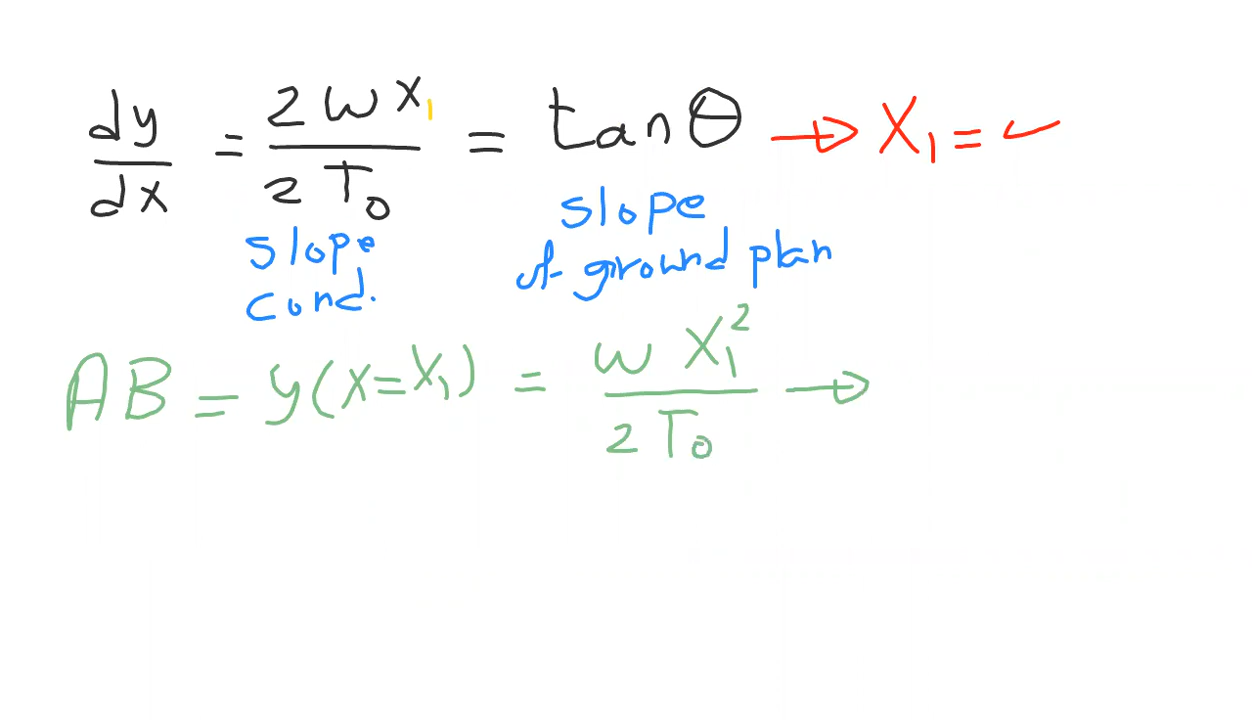 dy/dx = 2wx₁/2T₀ = tanθ → X₁ = ✓
slope cond.
slope of ground plan
AB = y(x=x₁) = wX₁²/2T₀ →